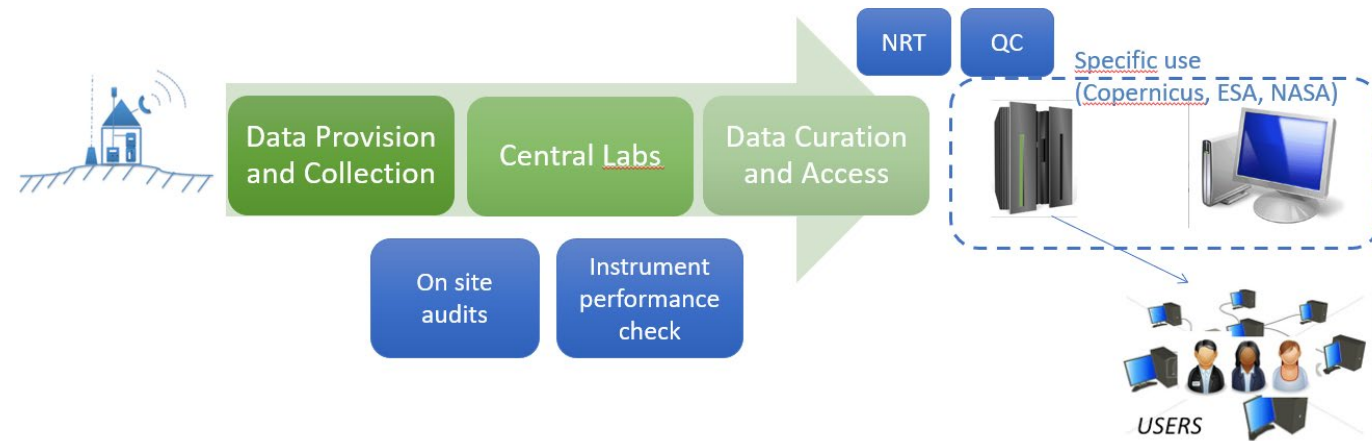 NRT
QC
Specific use
(Copernicus, ESA, NASA)
Data Provision
and Collection
Central Labs
Data Curation
and Access
On site
audits
Instrument
performance
check
USERS